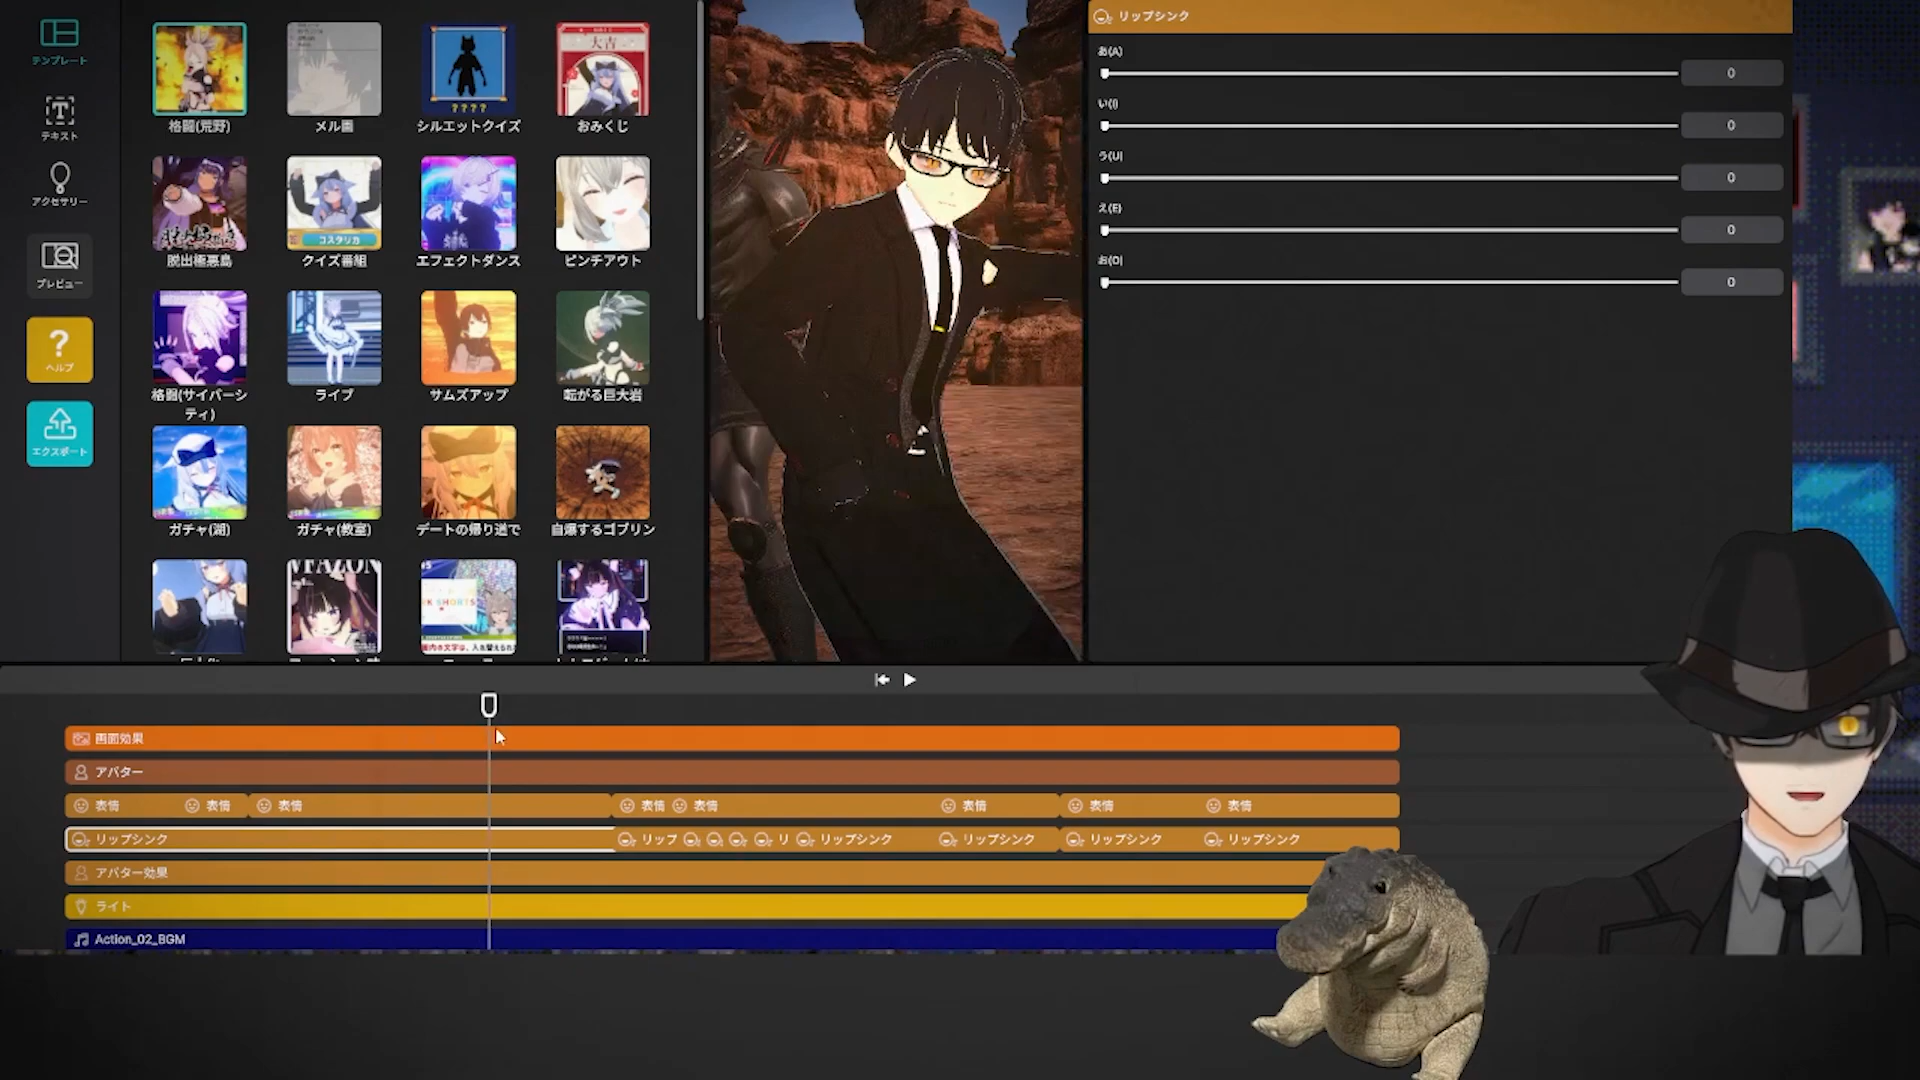 テンプレート
テキスト
アクセサリー
プレビュー
?
ヘルプ
エクスポート
大吉
格闘(荒野)
メル画
????
シルエットクイズ
おみくじ
脱出極悪島
コスタリカ
クイズ番組
エフェクトダンス
ピンチアウト
格闘(サイバーシ
ティ)
ライブ
サムズアップ
転がる巨大岩
ガチャ(湖)
ガチャ(教室)
デートの帰り道で
自爆するゴブリン
リップシンク
あ(A)
0
い(I)
0
う(U)
0
え(E)
0
お(O)
0
画面効果
アバター
表情
表情
表情
表情
表情
表情
表情
表情
リップシンク
リップ
リ
リップシンク
リップシンク
リップシンク
リップシンク
アバター効果
ライト
Action_02_BGM